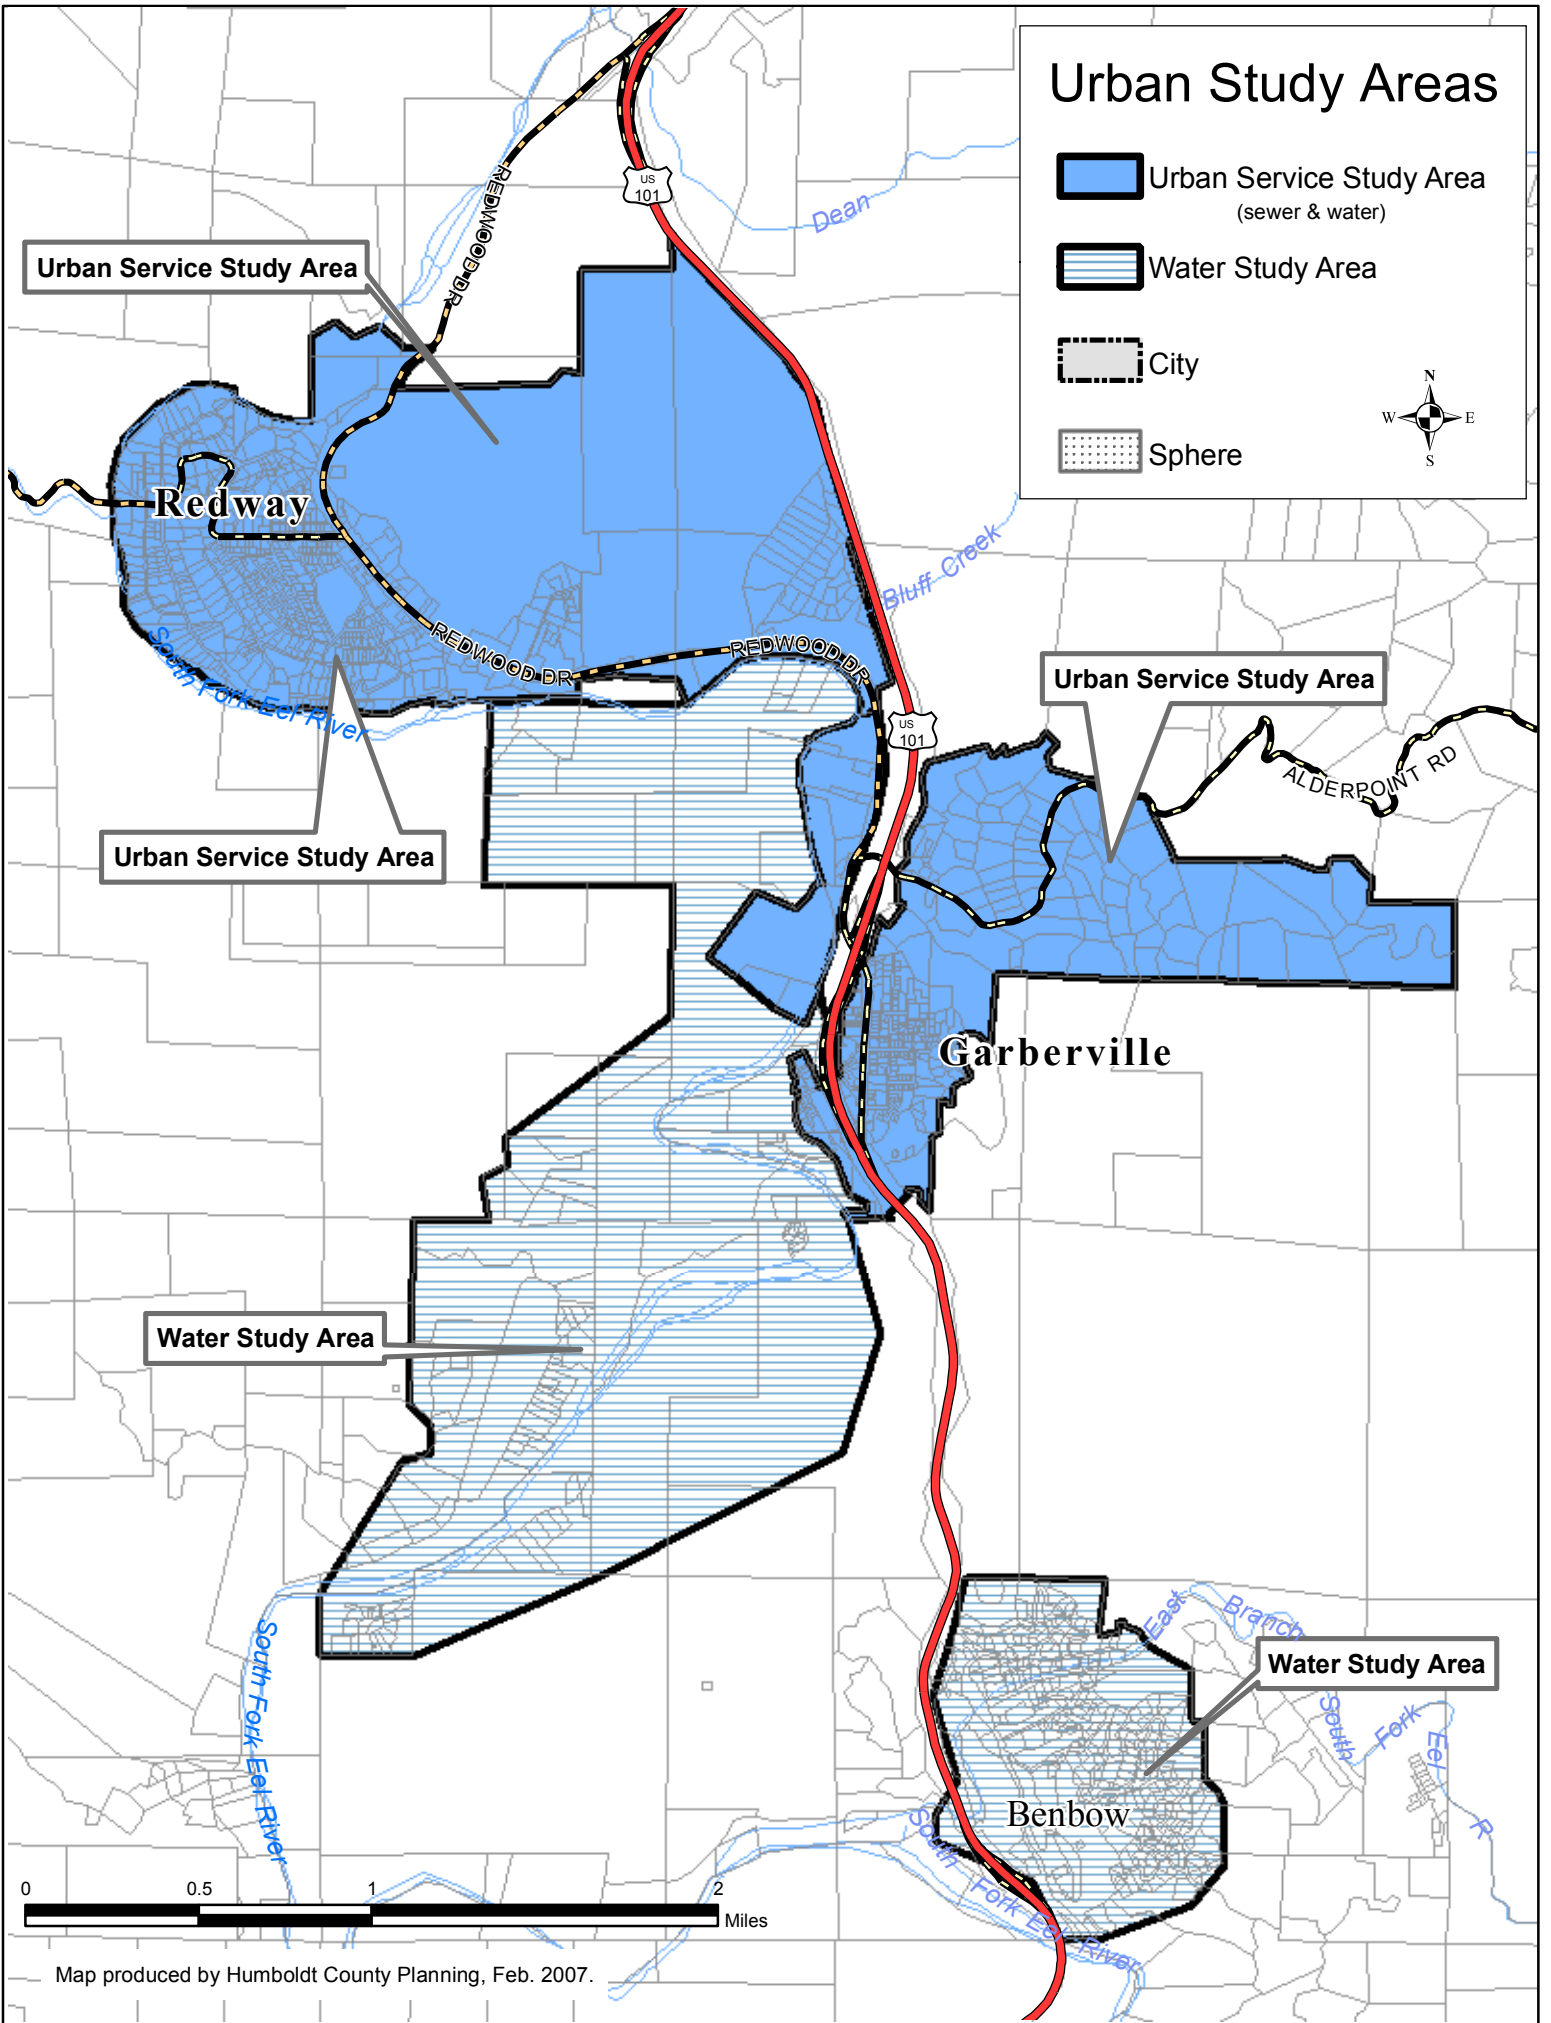 Urban Study Areas
Urban Service Study Area
(sewer & water)
Water Study Area
City
Sphere
N
W E
S
US
101
REDWOOD DR
Dean
Urban Service Study Area
Redway
Bluff Creek
REDWOOD DR
REDWOOD DR
South Fork Eel River
Urban Service Study Area
US
101
ALDERPOINT RD
Urban Service Study Area
Garberville
Water Study Area
East Branch South Fork Eel R
Water Study Area
South Fork Eel River
Benbow
South Fork Eel River
0 0.5 1 2
Miles
Map produced by Humboldt County Planning, Feb. 2007.